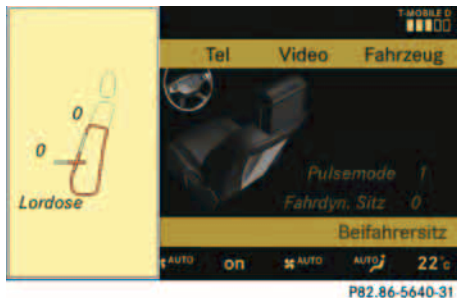 T-MOBILE D
Tel Video Fahrzeug
0
0
Lordose
Pulsemode 1
Fahrdyn. Sitz 0
Beifahrersitz
AUTO on AUTO AUTO 22°c
P82.86-5640-31